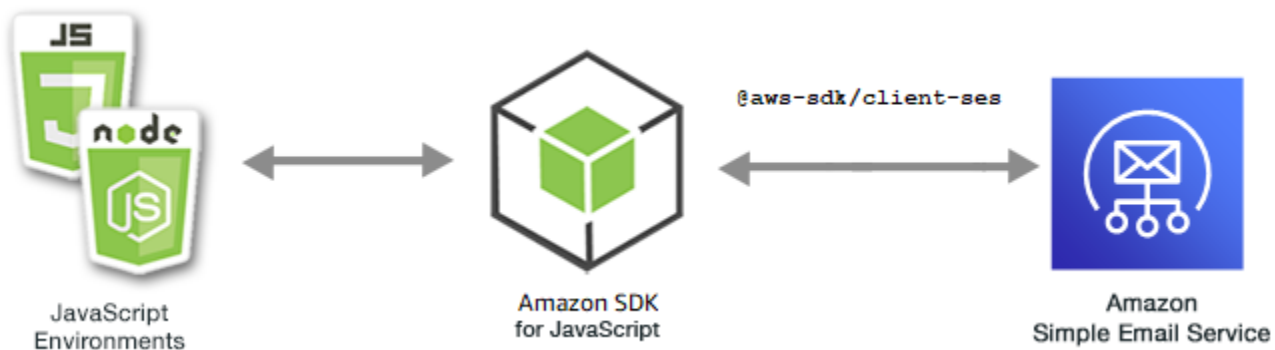 JS
node
JS
JavaScript
Environments
Amazon SDK
for JavaScript
@aws-sdk/client-ses
Amazon
Simple Email Service